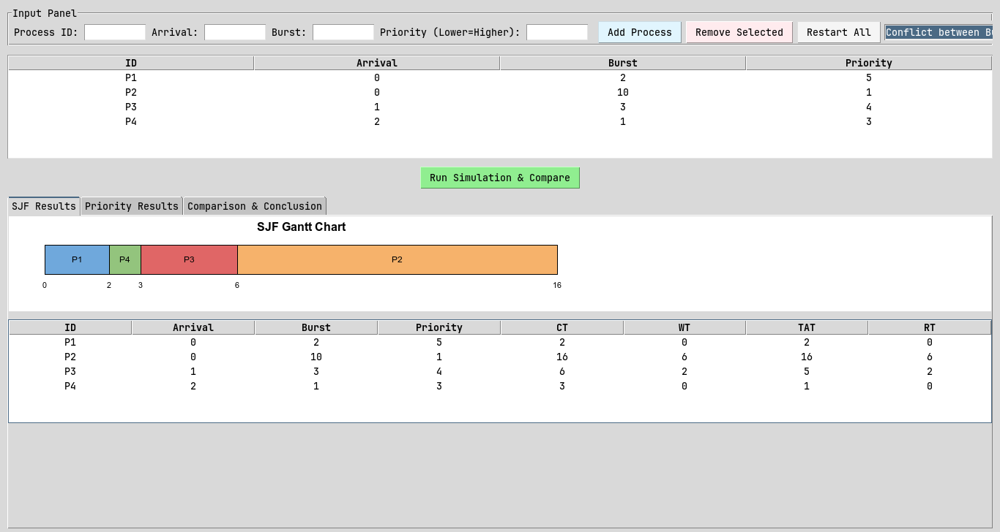 Input Panel
Process ID: Arrival: Burst: Priority (Lower=Higher): Add Process Remove Selected Restart All Conflict between
ID Arrival Burst Priority
P1 0 2 5
P2 0 10 1
P3 1 3 4
P4 2 1 3
Run Simulation & Compare
SJF Results Priority Results Comparison & Conclusion
SJF Gantt Chart
P1 P4 P3 P2
0 2 3 6 16
ID Arrival Burst Priority CT WT TAT RT
P1 0 2 5 2 0 2 0
P2 0 10 1 16 6 16 6
P3 1 3 4 6 2 5 2
P4 2 1 3 3 0 1 0